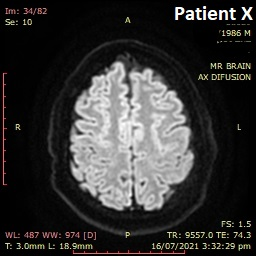 Im: 34/82
Se: 10
Patient X
1986 M
MR BRAIN
AX DIFUSION
A
R
L
P
WL: 487 WW: 974 [D]
T: 3.0mm L: 18.9mm
FS: 1.5
TR: 9557.0 TE: 74.3
16/07/2021 3:32:29 pm